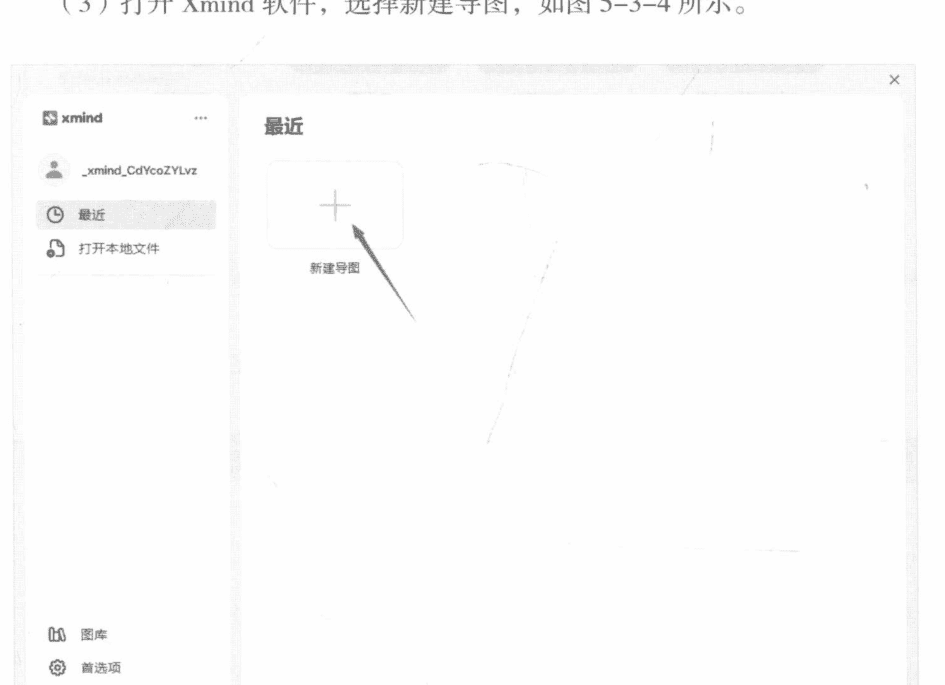 （3）打开 Xmind 软件，选择新建导图，如图 5-3-4 所示。
xmind
最近
_xmind_CdYcoZYLvz
最近
打开本地文件
新建导图
图库
首选项